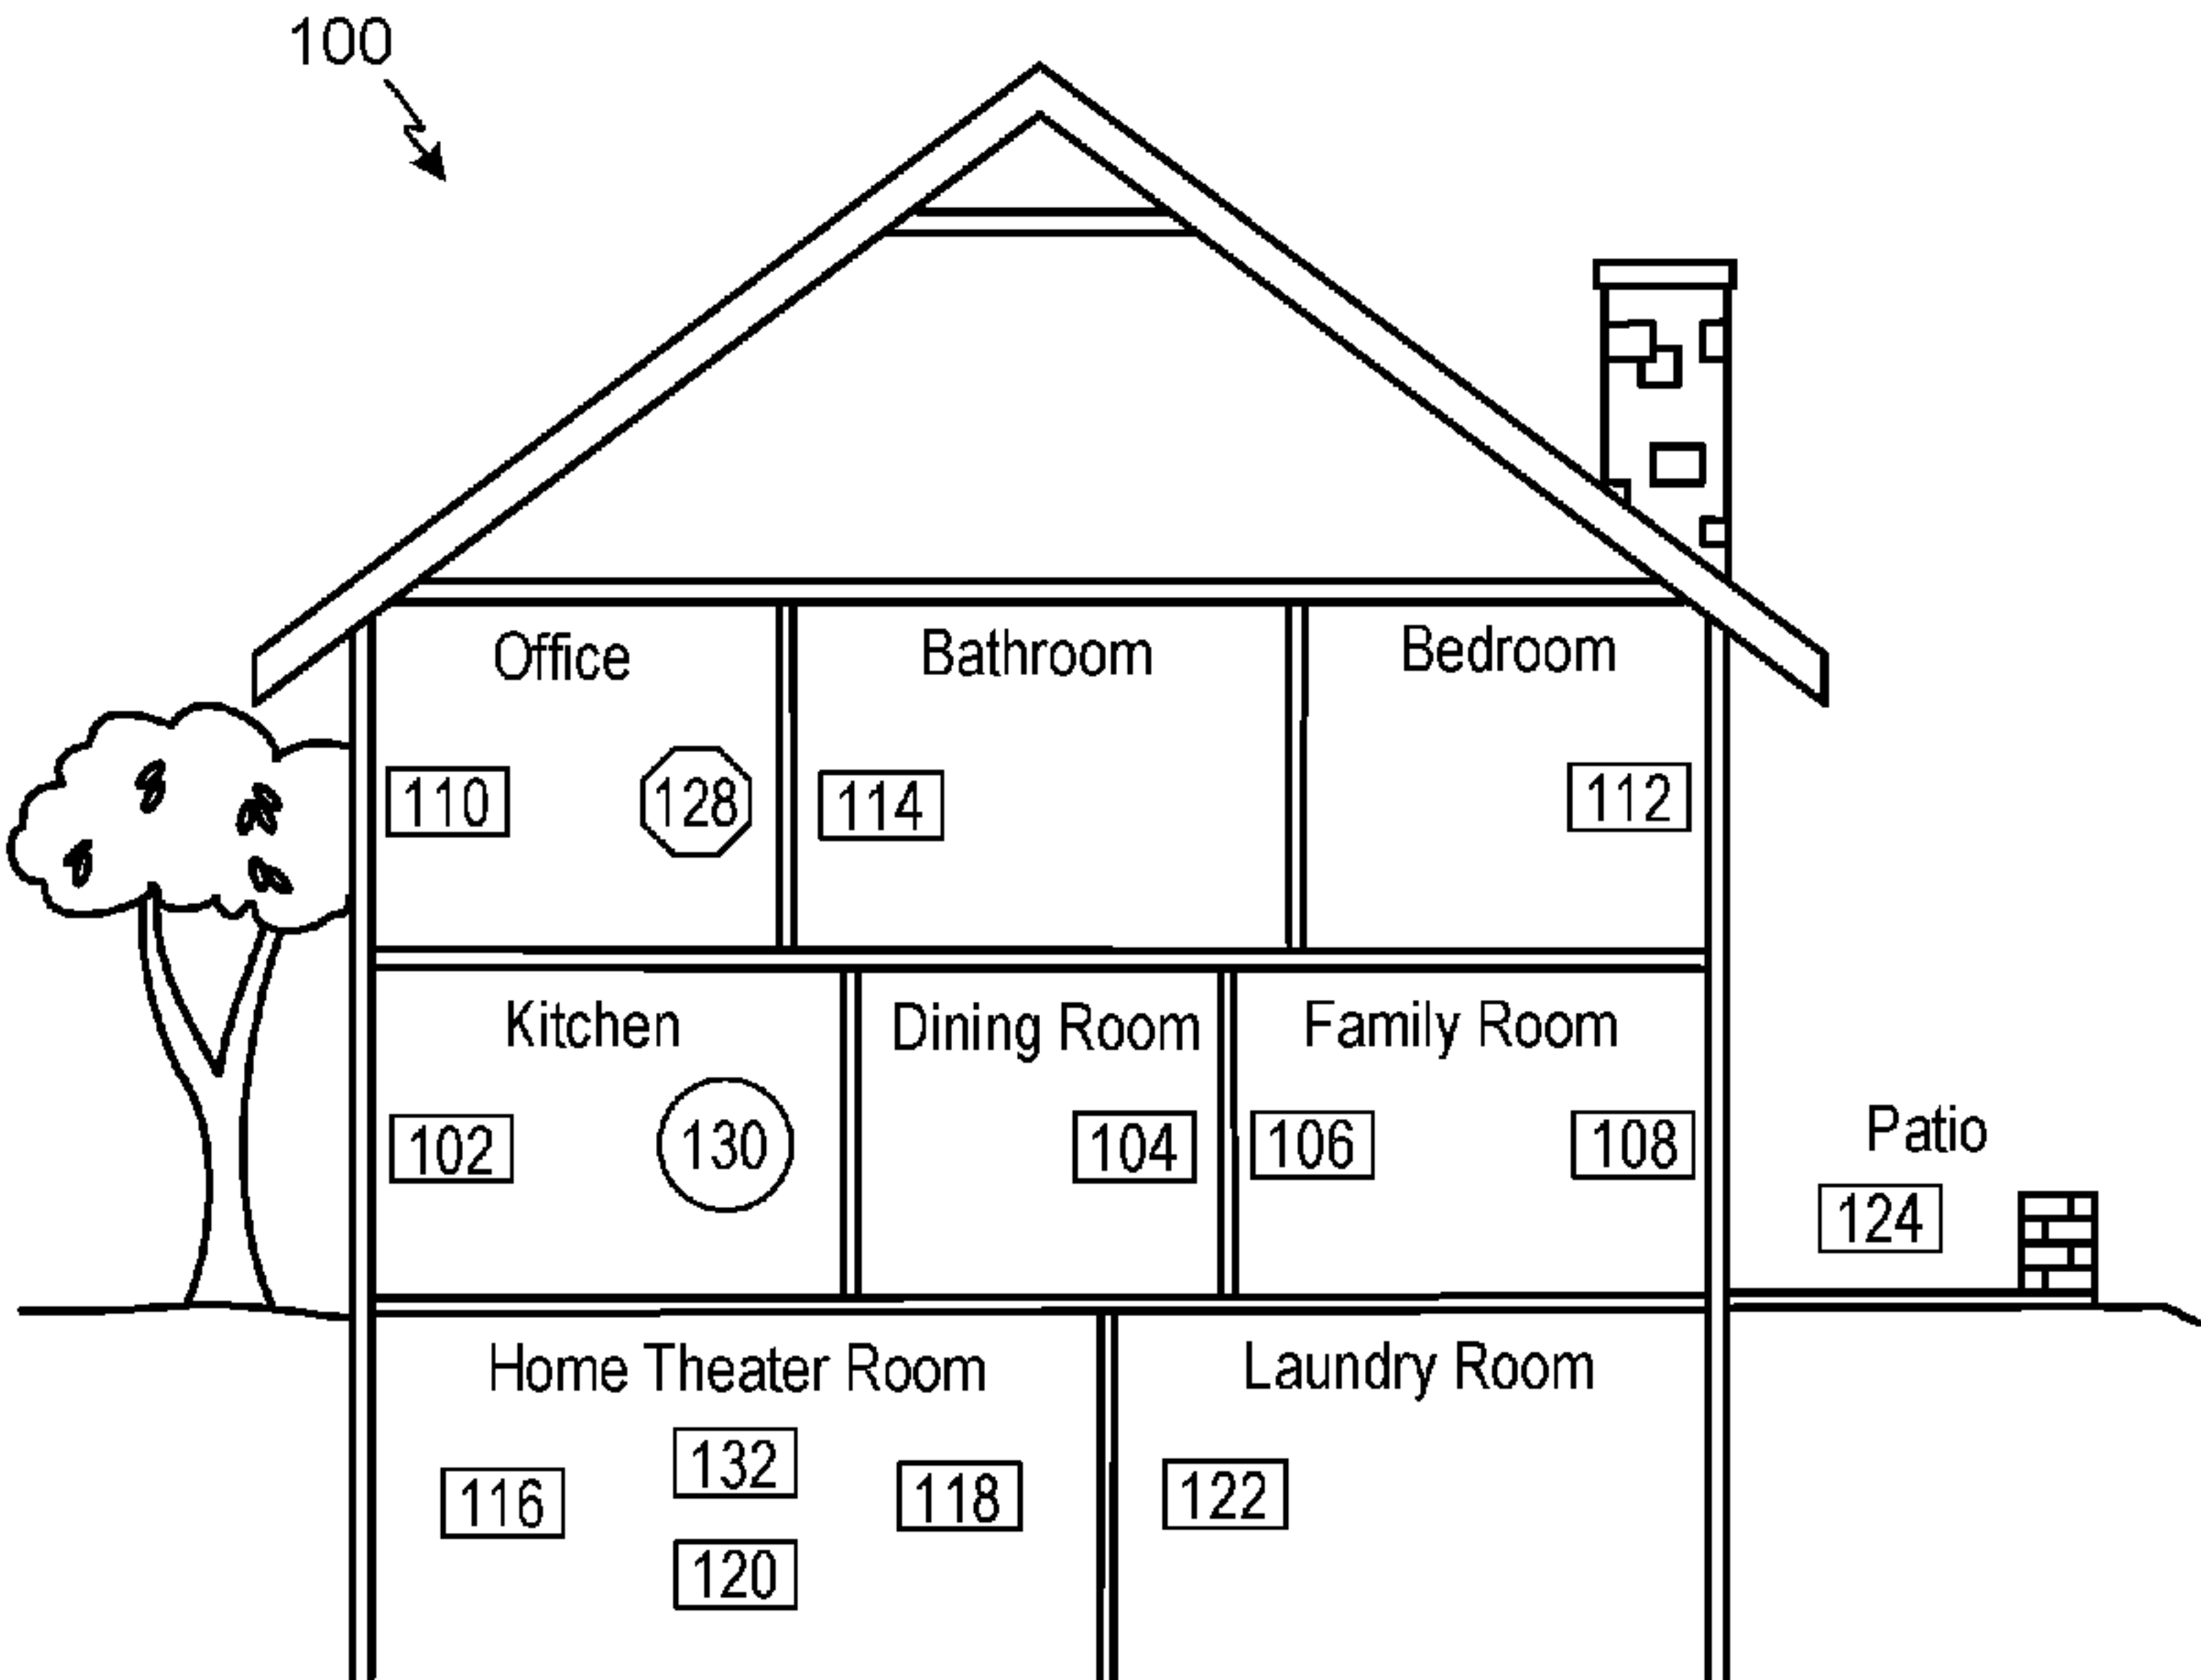 100
Office
Bathroom
Bedroom
110
128
114
112
Kitchen
Dining Room
Family Room
102
130
104
106
108
Patio
124
Home Theater Room
Laundry Room
116
132
118
120
122